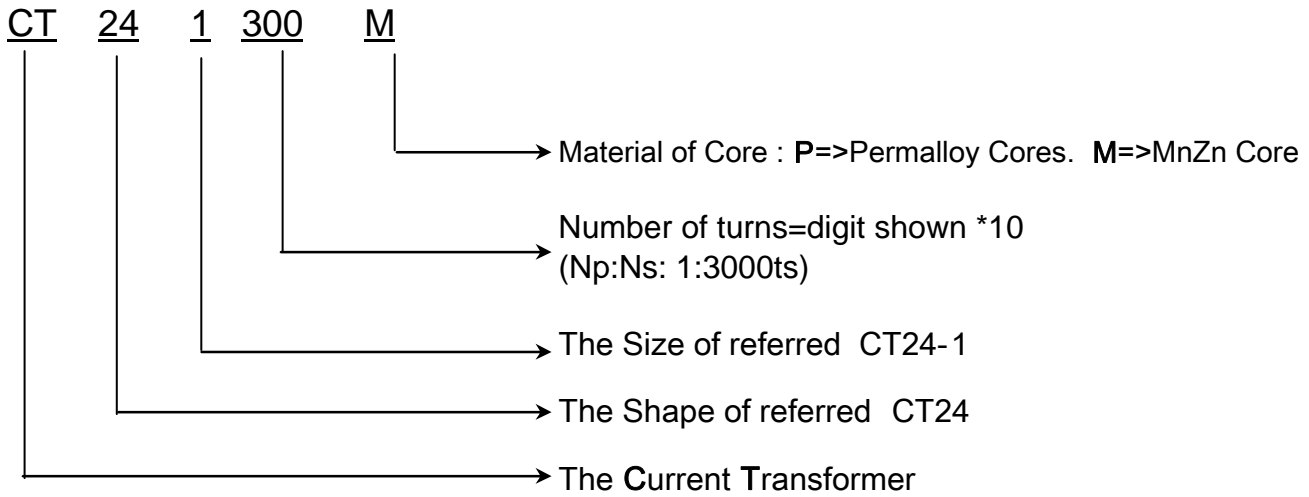 CT 24 1 300 M
Material of Core : P=>Permalloy Cores. M=>MnZn Core
Number of turns=digit shown *10
(Np:Ns: 1:3000ts)
The Size of referred CT24-1
The Shape of referred CT24
The Current Transformer